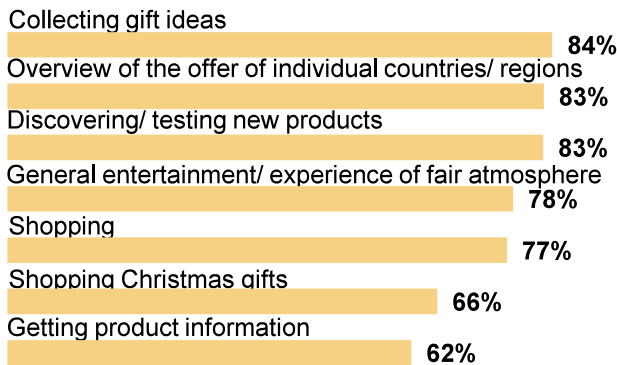 Collecting gift ideas
84%
Overview of the offer of individual countries/ regions
83%
Discovering/ testing new products
83%
General entertainment/ experience of fair atmosphere
78%
Shopping
77%
Shopping Christmas gifts
66%
Getting product information
62%